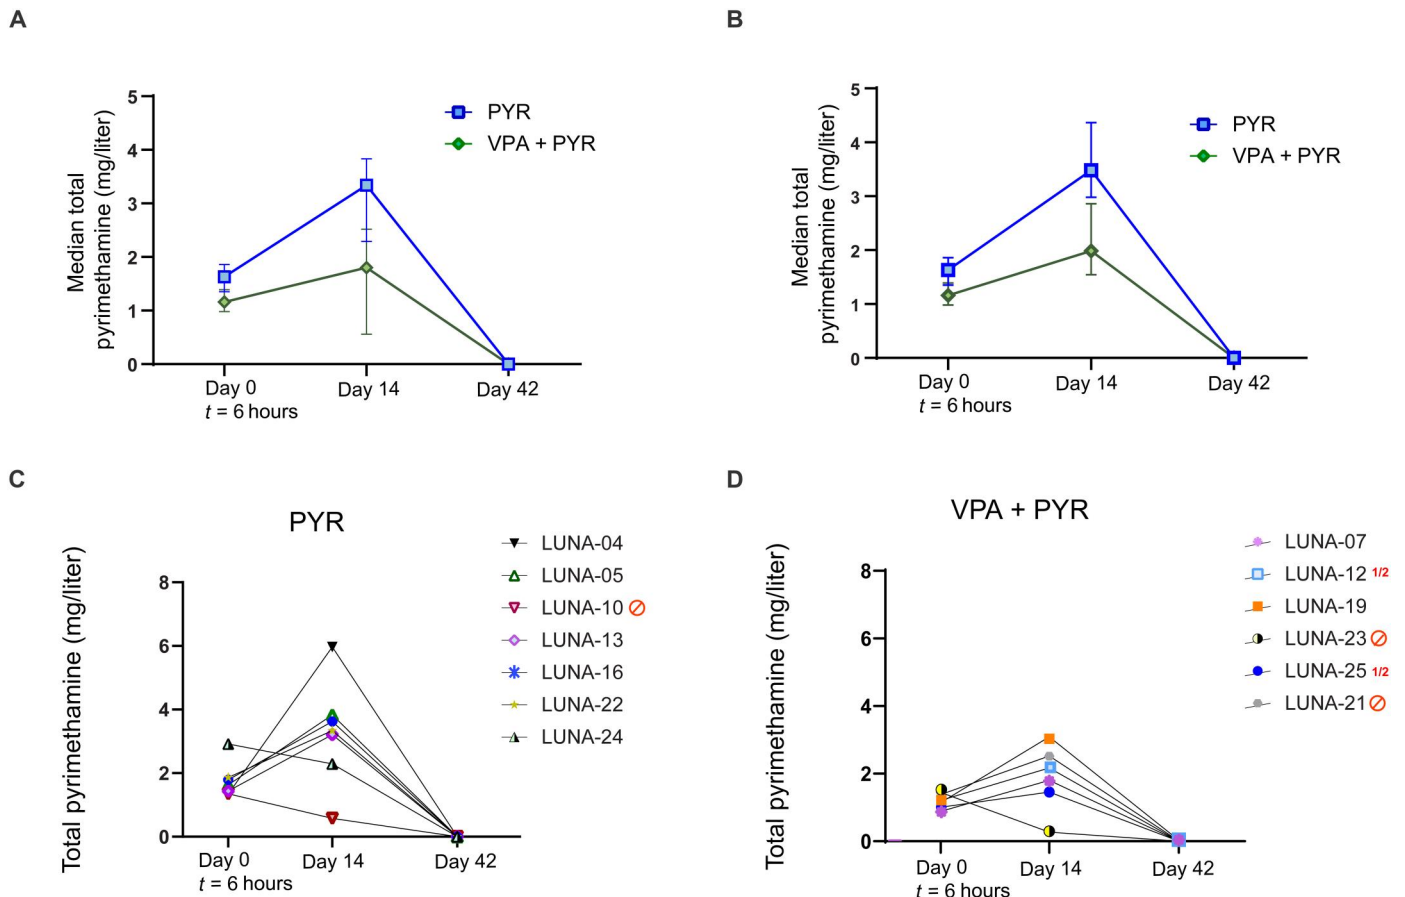 A
Median total
pyrimethamine (mg/liter)
5
4
3
2
1
0
PYR
VPA + PYR
Day 0
t = 6 hours
Day 14
Day 42
B
Median total
pyrimethamine (mg/liter)
5
4
3
2
1
0
PYR
VPA + PYR
Day 0
t = 6 hours
Day 14
Day 42
C
PYR
Total pyrimethamine (mg/liter)
8
6
4
2
0
LUNA-04
LUNA-05
LUNA-10
LUNA-13
LUNA-16
LUNA-22
LUNA-24
Day 0
t = 6 hours
Day 14
Day 42
D
VPA + PYR
Total pyrimethamine (mg/liter)
8
6
4
2
0
LUNA-07
LUNA-12 1/2
LUNA-19
LUNA-23
LUNA-25 1/2
LUNA-21
Day 0
t = 6 hours
Day 14
Day 42